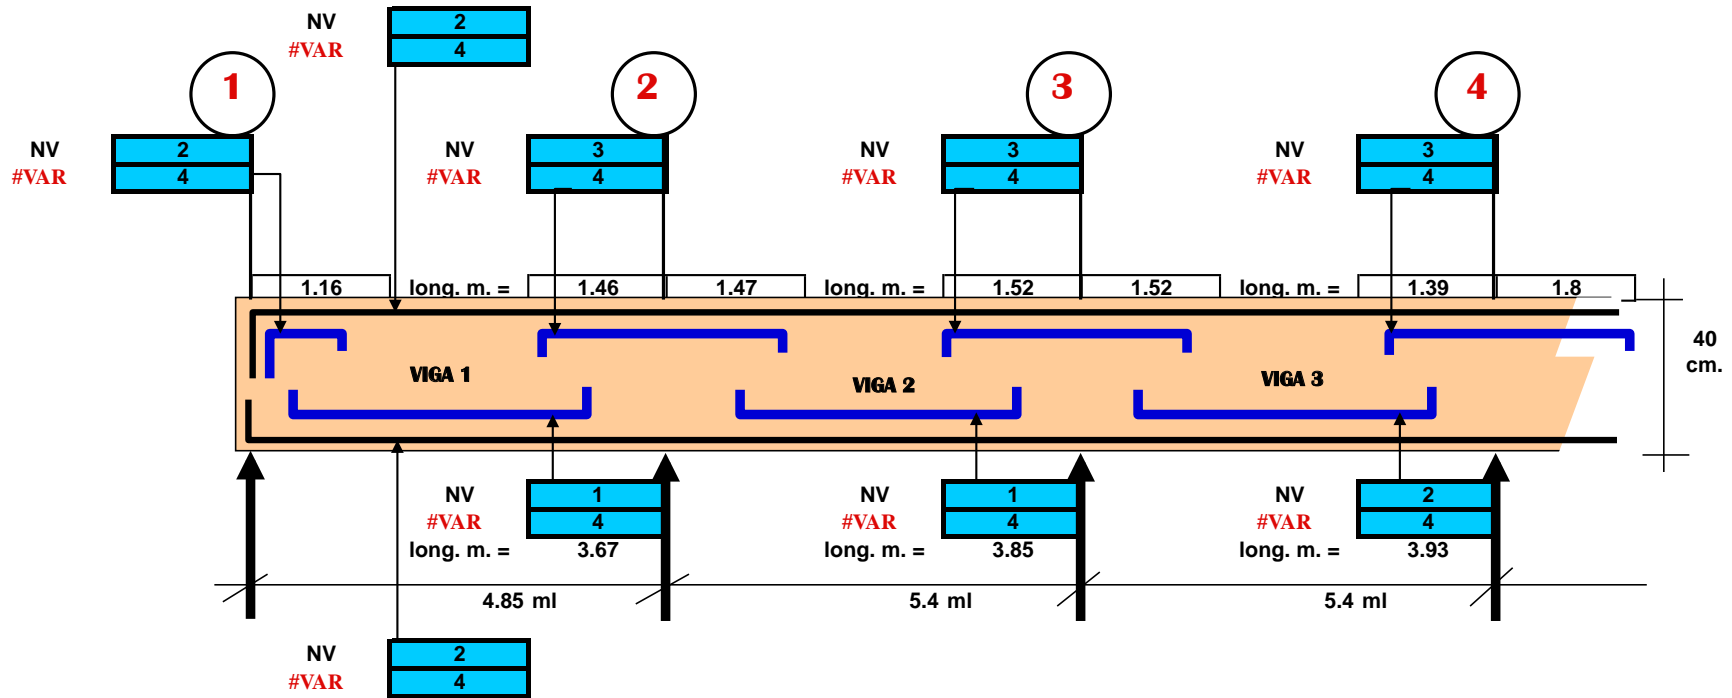 NV 2
#VAR 4
1 2 3 4
NV 2 NV 3 NV 3 NV 3
#VAR 4 #VAR 4 #VAR 4 #VAR 4
1.16 long. m. = 1.46 1.47 long. m. = 1.52 1.52 long. m. = 1.39 1.8
40
cm.
VIGA 1 VIGA 2 VIGA 3
NV 1 NV 1 NV 2
#VAR 4 #VAR 4 #VAR 4
long. m. = 3.67 long. m. = 3.85 long. m. = 3.93
4.85 ml 5.4 ml 5.4 ml
NV 2
#VAR 4